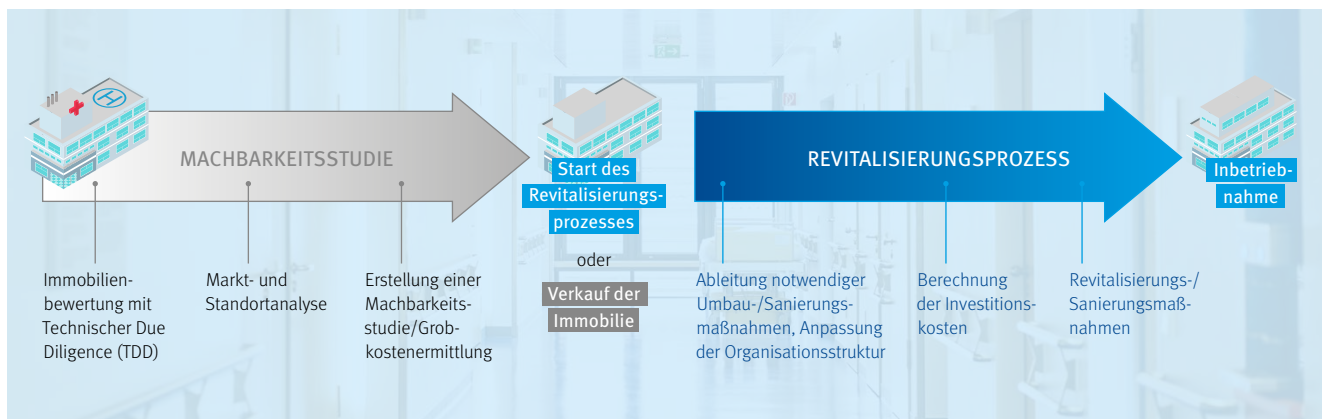 H
MACHBARKEITSSTUDIE
Immobilien-
bewertung mit
Technischer Due
Diligence (TDD)
Markt- und
Standortanalyse
Erstellung einer
Machbarkeits-
studie/Grob-
kostenermittlung
Start des
Revitalisierungs-
prozesses
oder
Verkauf der
Immobilie
REVITALISIERUNGSPROZESS
Ableitung notwendiger
Umbau-/Sanierungs-
maßnahmen, Anpassung
der Organisationsstruktur
Berechnung
der Investitions-
kosten
Revitalisierungs-/
Sanierungsmaß-
nahmen
Inbetrieb-
nahme